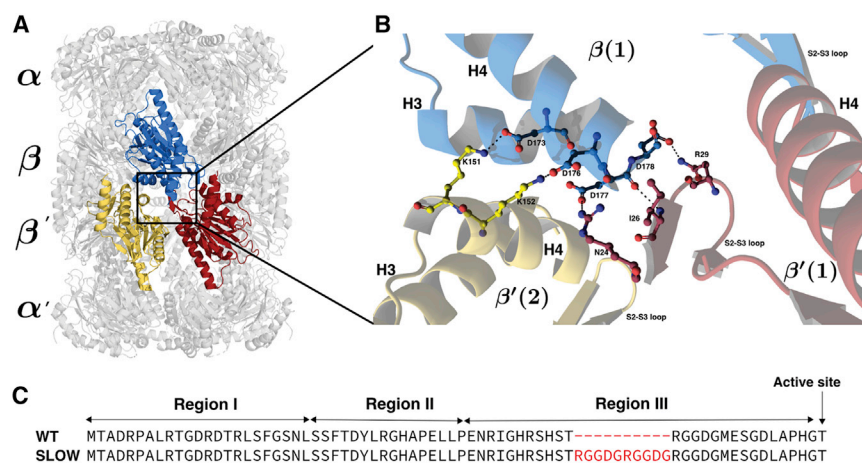 A
α
β
β′
α′
B
β(1)
S2-S3 loop
H4
H3
H4
K151
D173
D176
D178
R29
D177
K152
I26
N24
H4
H3
S2-S3 loop
β′(2)
β′(1)
S2-S3 loop
C
Region I
Region II
Region III
Active site
WT MTADRPALRTGDRDTRLSFGSNLSSFTDYLRGHAPELLPENRIGHRSHST----------RGGDGMESGDLAPHGT
SLOW MTADRPALRTGDRDTRLSFGSNLSSFTDYLRGHAPELLPENRIGHRSHSTRGGDGRGGDGRGGDGMESGDLAPHGT